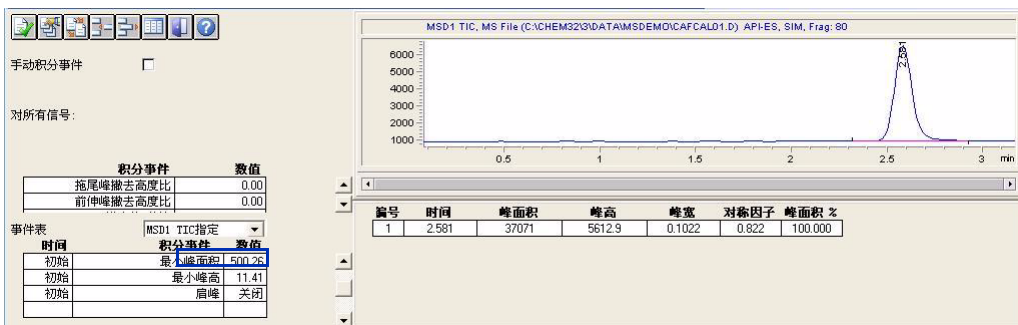 MSD1 TIC, MS File (C:\CHEM32\3\DATA\MSDEMO\CAFCAL01.D) API-ES, SIM, Frag: 80
手动积分事件
对所有信号:
积分事件 数值
拖尾峰撇去高度比 0.00
前伸峰撇去高度比 0.00
事件表 MSD1 TIC指定
时间 积分事件 数值
初始 最小峰面积 500.26
初始 最小峰高 11.41
初始 肩峰 关闭
6000
5000
4000
3000
2000
1000
2.581
0.5 1 1.5 2 2.5 3 min
编号 时间 峰面积 峰高 峰宽 对称因子 峰面积 %
1 2.581 37071 5612.9 0.1022 0.822 100.000